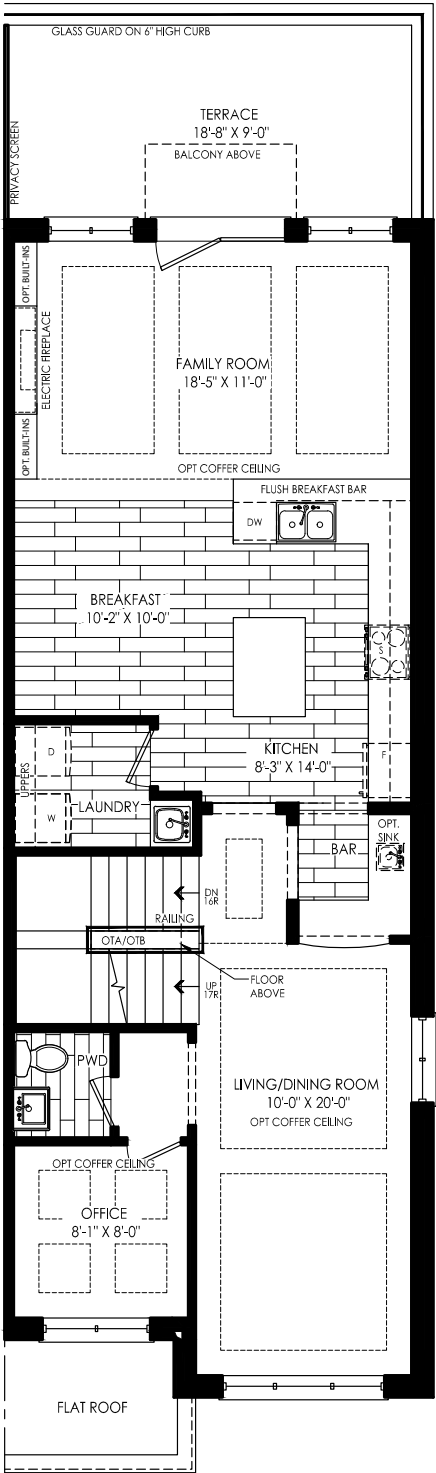 GLASS GUARD ON 6" HIGH CURB
PRIVACY SCREEN
TERRACE
18'-8" X 9'-0"
BALCONY ABOVE
OPT. BUILT-INS
ELECTRIC FIREPLACE
OPT. BUILT-INS
FAMILY ROOM
18'-5" X 11'-0"
OPT COFFER CEILING
FLUSH BREAKFAST BAR
DW
BREAKFAST
10'-2" X 10'-0"
S
KITCHEN
8'-3" X 14'-0"
F
UPPERS
D
W
LAUNDRY
OPT.
SINK
BAR
DN
16R
RAILING
OTA/OTB
FLOOR
ABOVE
UP
17R
PWD
LIVING/DINING ROOM
10'-0" X 20'-0"
OPT COFFER CEILING
OPT COFFER CEILING
OFFICE
8'-1" X 8'-0"
FLAT ROOF